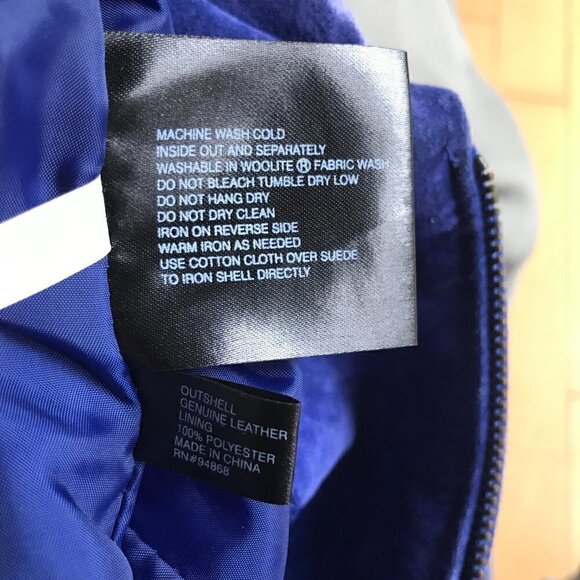 MACHINE WASH COLD
INSIDE OUT AND SEPARATELY
WASHABLE IN WOOLITE ® FABRIC WASH
DO NOT BLEACH TUMBLE DRY LOW
DO NOT HANG DRY
DO NOT DRY CLEAN
IRON ON REVERSE SIDE
WARM IRON AS NEEDED
USE COTTON CLOTH OVER SUEDE
TO IRON SHELL DIRECTLY
OUTSHELL
GENUINE LEATHER
LINING
100% POLYESTER
MADE IN CHINA
RN#94868